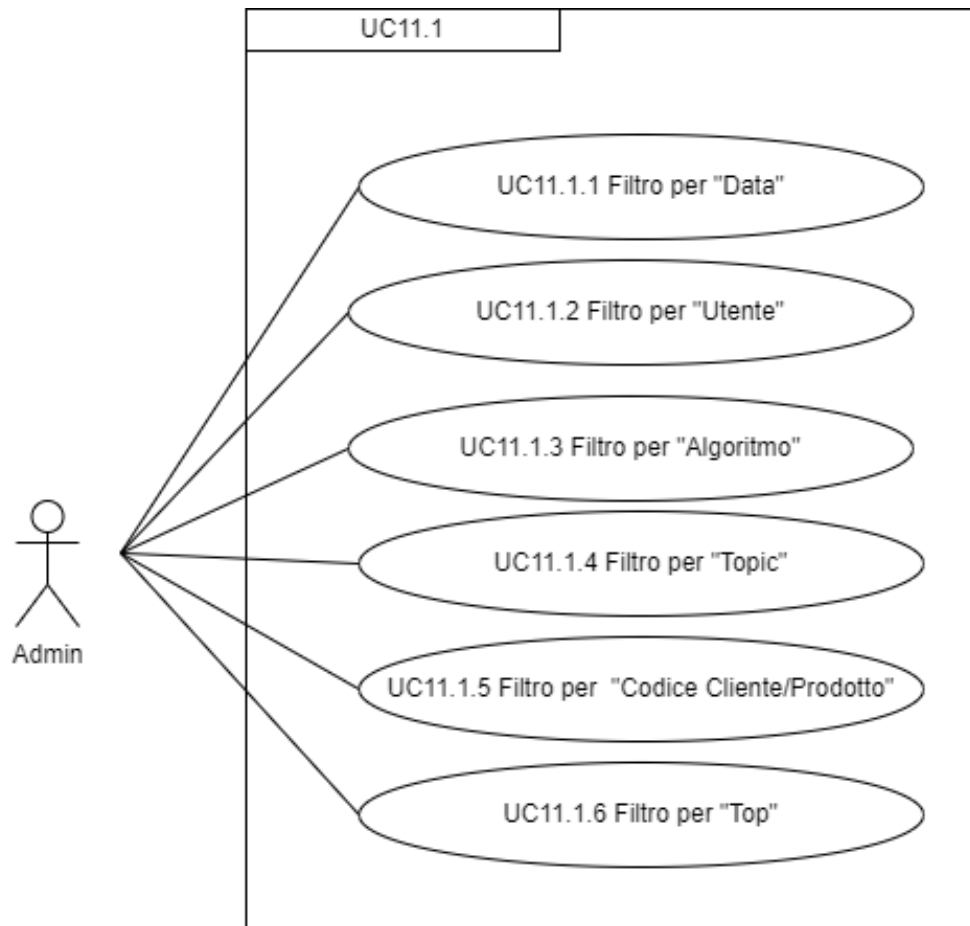 UC11.1
UC11.1.1 Filtro per "Data"
UC11.1.2 Filtro per "Utente"
UC11.1.3 Filtro per "Algoritmo"
UC11.1.4 Filtro per "Topic"
Admin
UC11.1.5 Filtro per  "Codice Cliente/Prodotto"
UC11.1.6 Filtro per "Top"